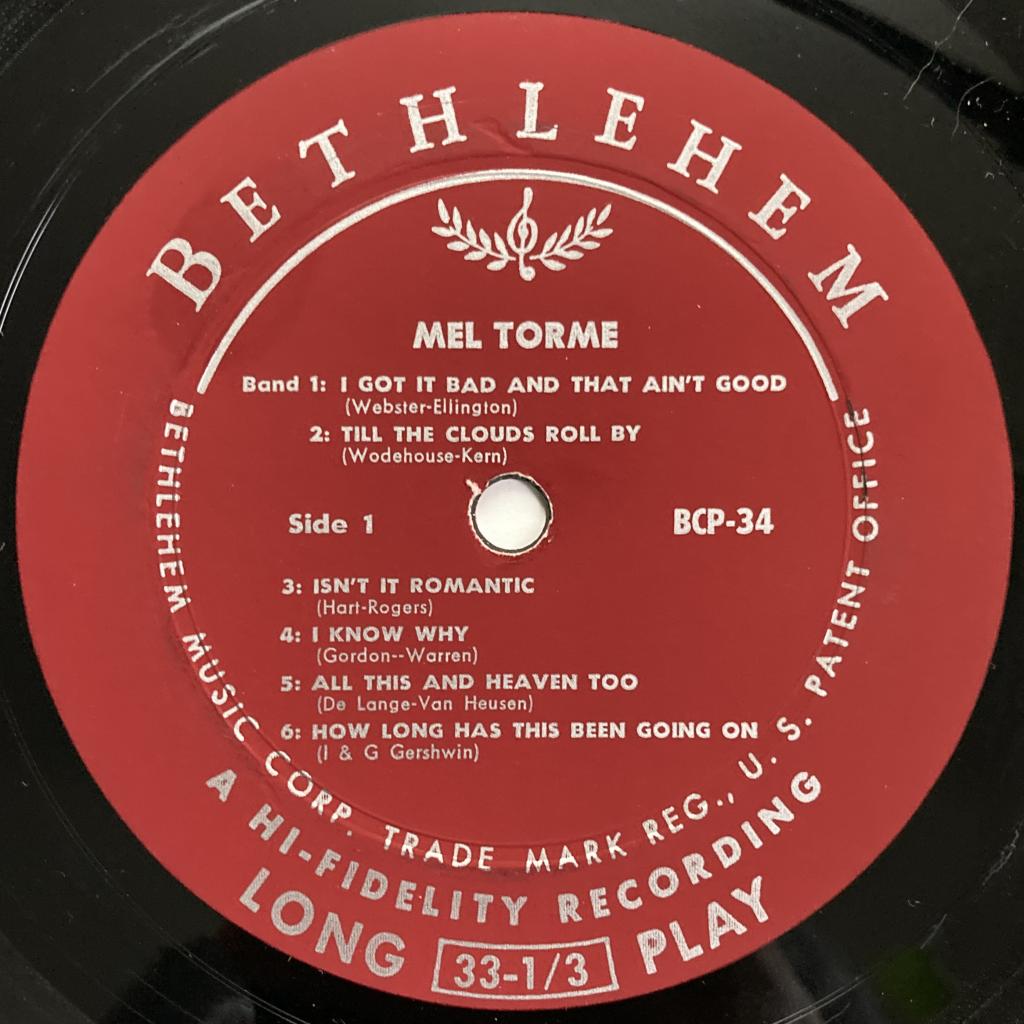 BETHLEHEM
MEL TORME
Band 1: I GOT IT BAD AND THAT AIN'T GOOD
(Webster-Ellington)
2: TILL THE CLOUDS ROLL BY
(Wodehouse-Kern)
Side 1
BCP-34
3: ISN'T IT ROMANTIC
(Hart-Rogers)
4: I KNOW WHY
(Gordon--Warren)
5: ALL THIS AND HEAVEN TOO
(De Lange-Van Heusen)
6: HOW LONG HAS THIS BEEN GOING ON
(I & G Gershwin)
BETHLEHEM MUSIC CORP. TRADE MARK REG., U. S. PATENT OFFICE
A HI-FIDELITY RECORDING
LONG 33-1/3 PLAY